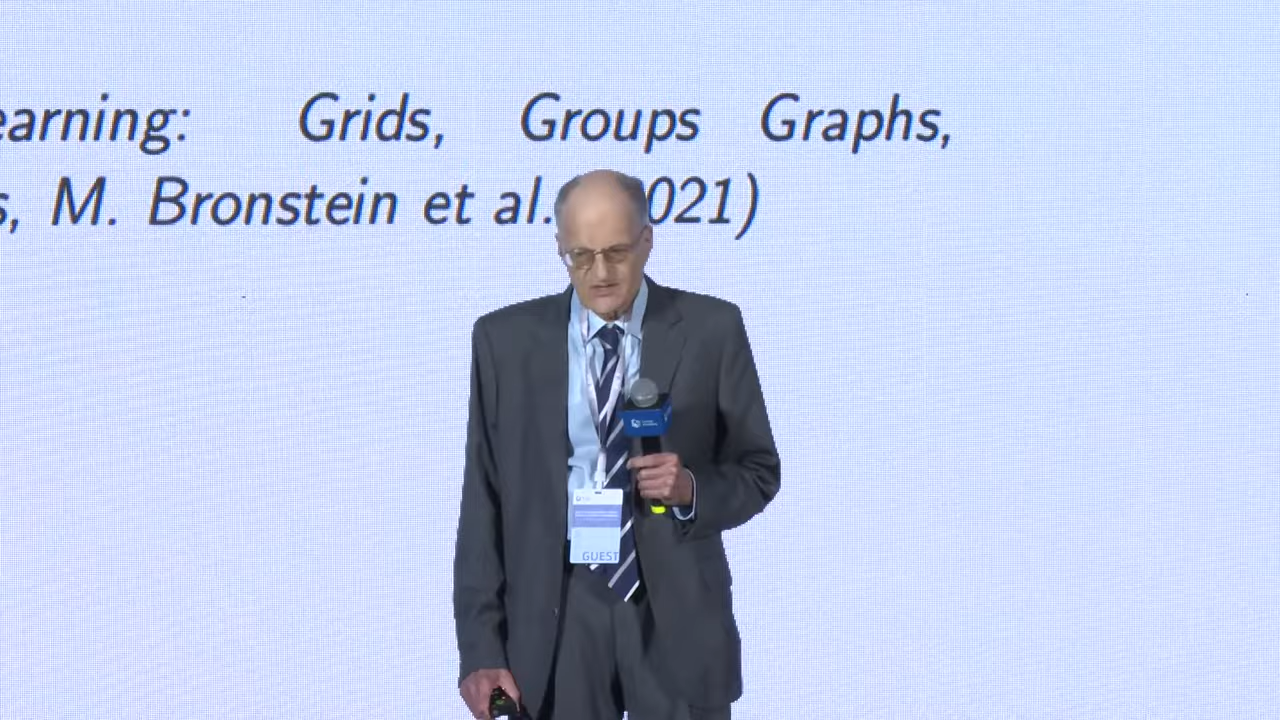 earning: Grids, Groups Graphs,
s, M. Bronstein et al. 021)
GUEST